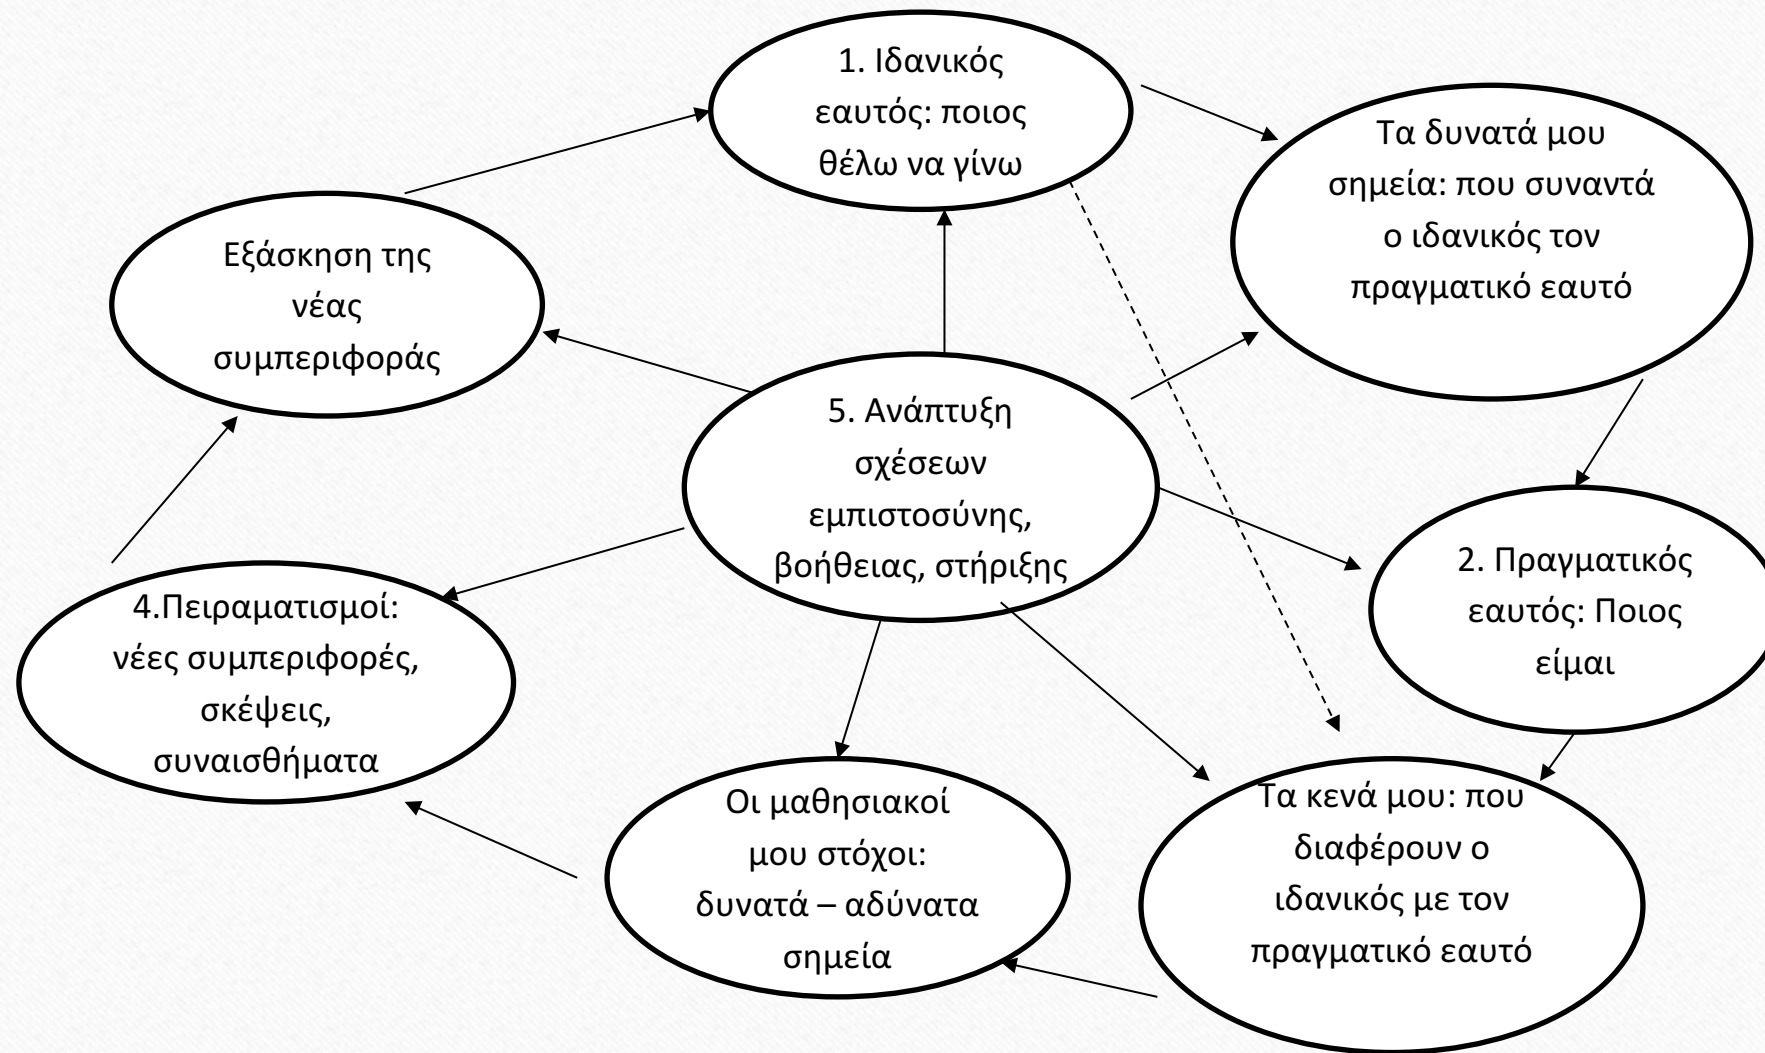 1. Ιδανικός
εαυτός: ποιος
θέλω να γίνω
Τα δυνατά μου
σημεία: που συναντά
ο ιδανικός τον
πραγματικό εαυτό
Εξάσκηση της
νέας
συμπεριφοράς
5. Ανάπτυξη
σχέσεων
εμπιστοσύνης,
βοήθειας, στήριξης
2. Πραγματικός
εαυτός: Ποιος
είμαι
4.Πειραματισμοί:
νέες συμπεριφορές,
σκέψεις,
συναισθήματα
Οι μαθησιακοί
μου στόχοι:
δυνατά – αδύνατα
σημεία
Τα κενά μου: που
διαφέρουν ο
ιδανικός με τον
πραγματικό εαυτό